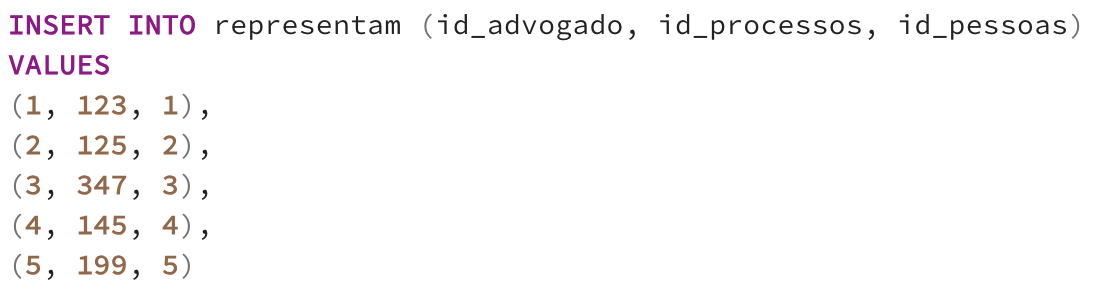 INSERT INTO representam (id_advogado, id_processos, id_pessoas)
VALUES
(1, 123, 1),
(2, 125, 2),
(3, 347, 3),
(4, 145, 4),
(5, 199, 5)